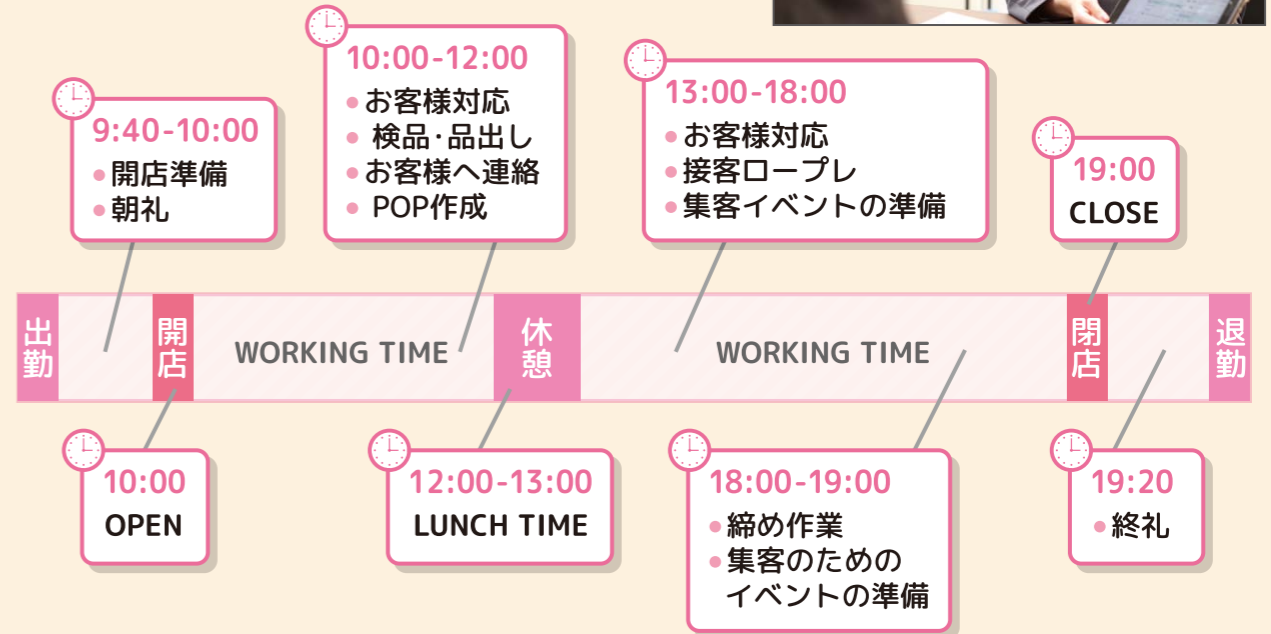 9:40-10:00
●開店準備
●朝礼
10:00-12:00
●お客様対応
●検品・品出し
●お客様へ連絡
●POP作成
13:00-18:00
●お客様対応
●接客ロープレ
●集客イベントの準備
19:00
CLOSE
出勤
開店
WORKING TIME
休憩
WORKING TIME
閉店
退勤
10:00
OPEN
12:00-13:00
LUNCH TIME
18:00-19:00
●締め作業
●集客のための
イベントの準備
19:20
●終礼